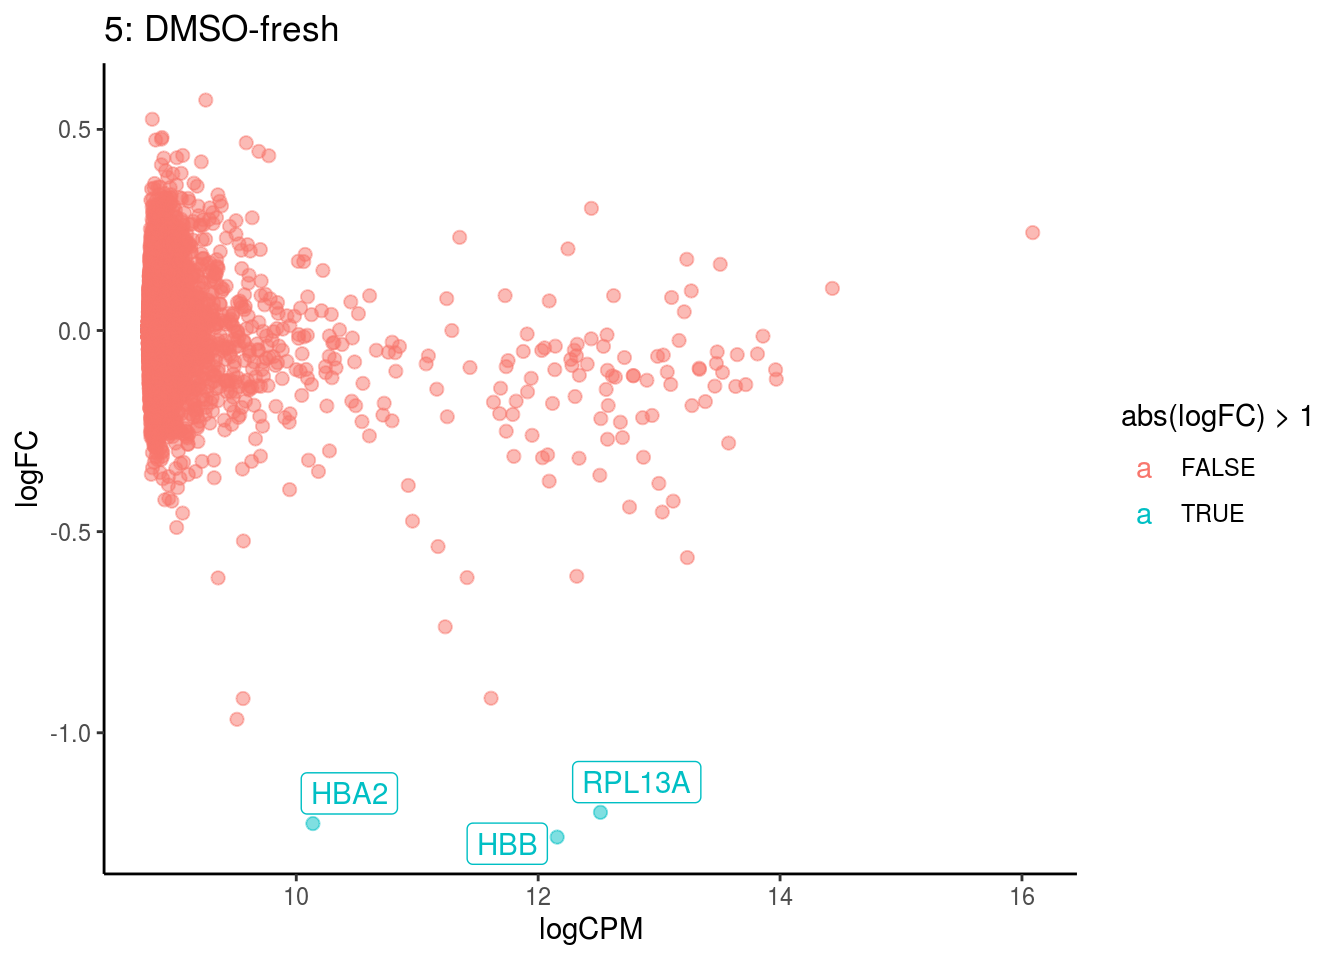 5: DMSO-fresh
logFC
0.5
0.0
-0.5
-1.0
HBA2
RPL13A
HBB
10
12
14
16
logCPM
abs(logFC) > 1
a FALSE
a TRUE